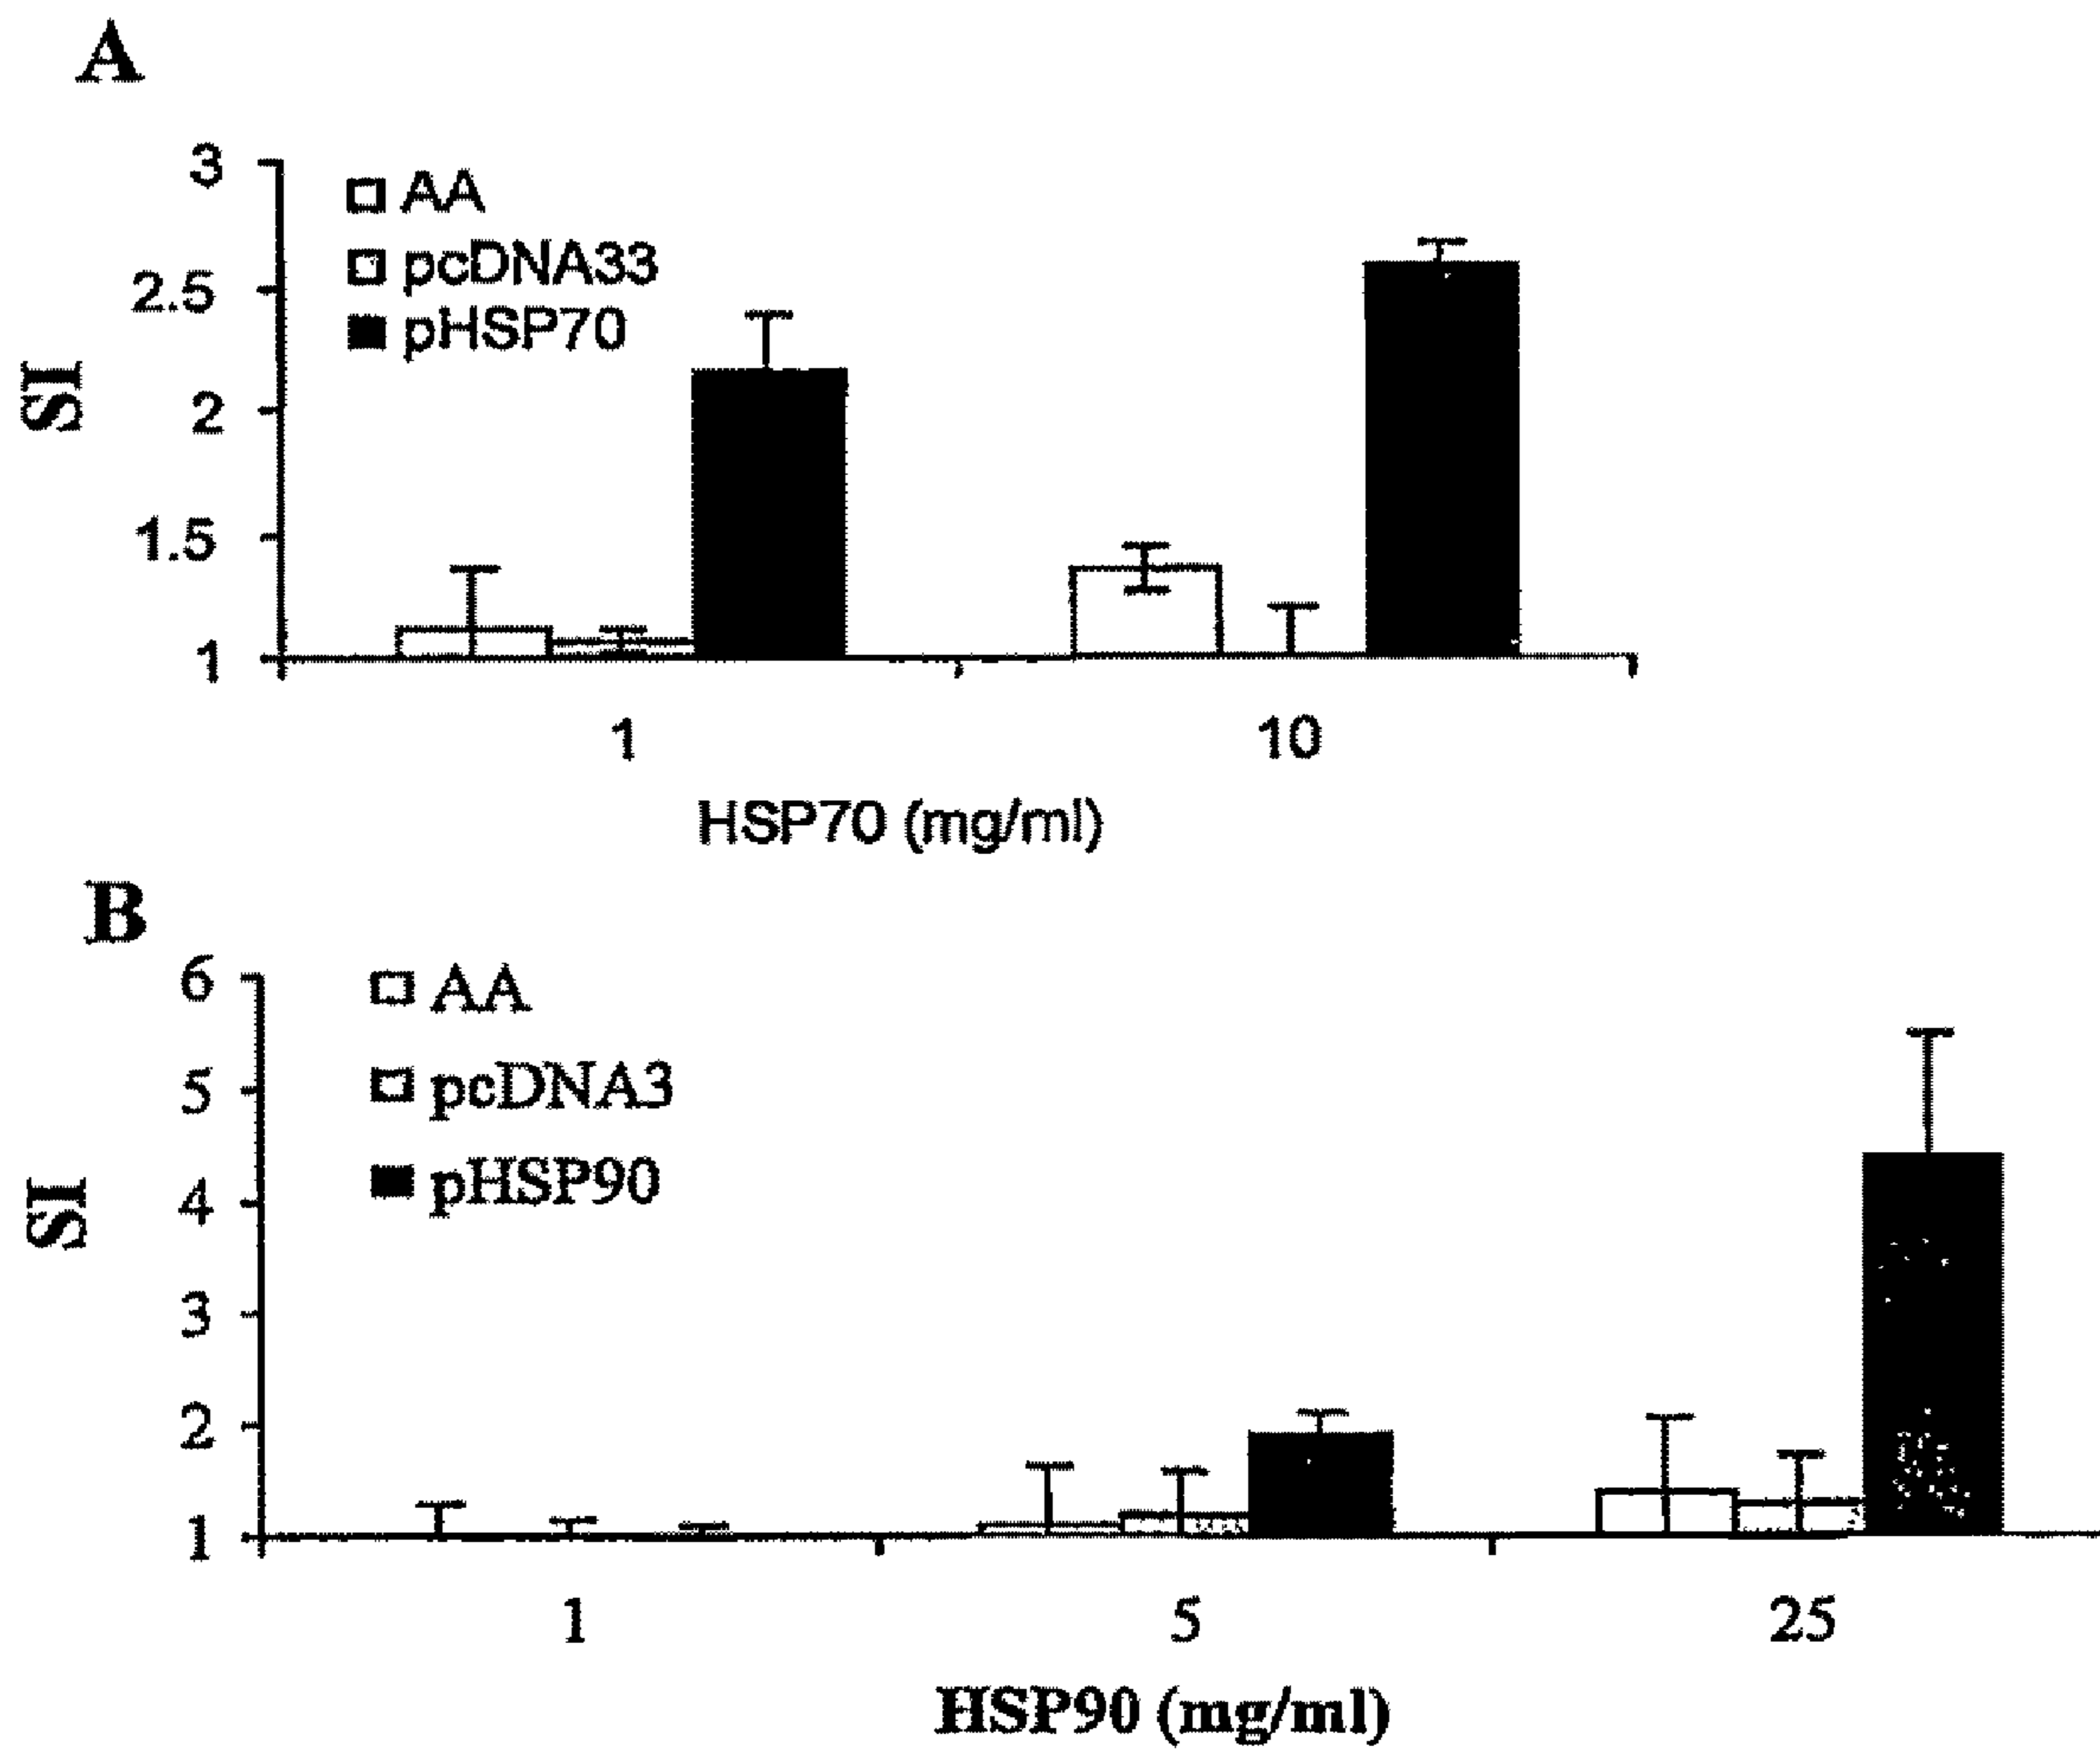 A
3
2.5
2
1.5
1
SI
AA
pcDNA33
pHSP70
1 10
HSP70 (mg/ml)
B
6
5
4
3
2
1
SI
AA
pcDNA3
pHSP90
1 5 25
HSP90 (mg/ml)